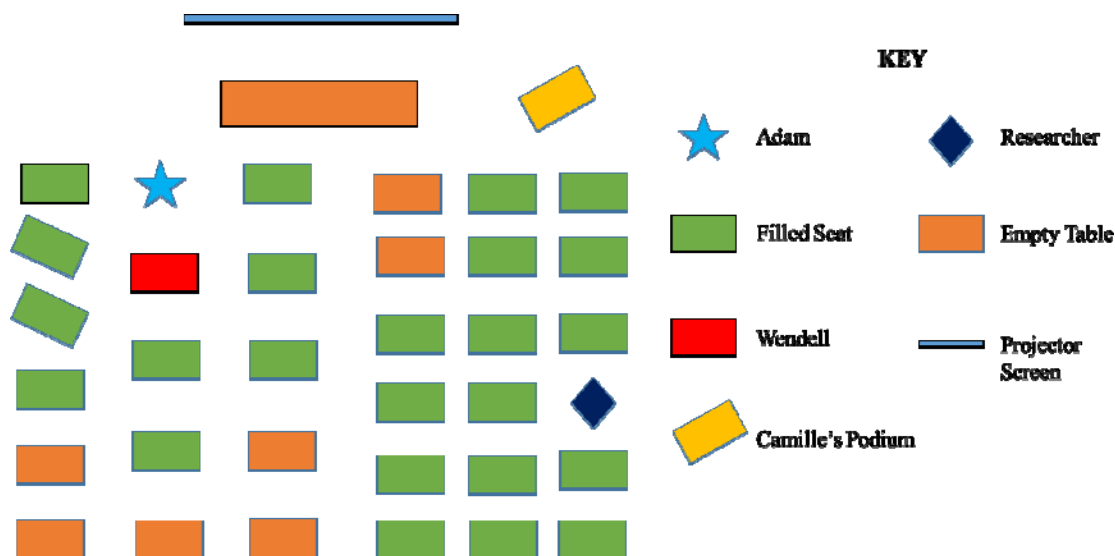 KEY
Adam
Researcher
Filled Seat
Empty Table
Wendell
Projector
Screen
Camille's Podium